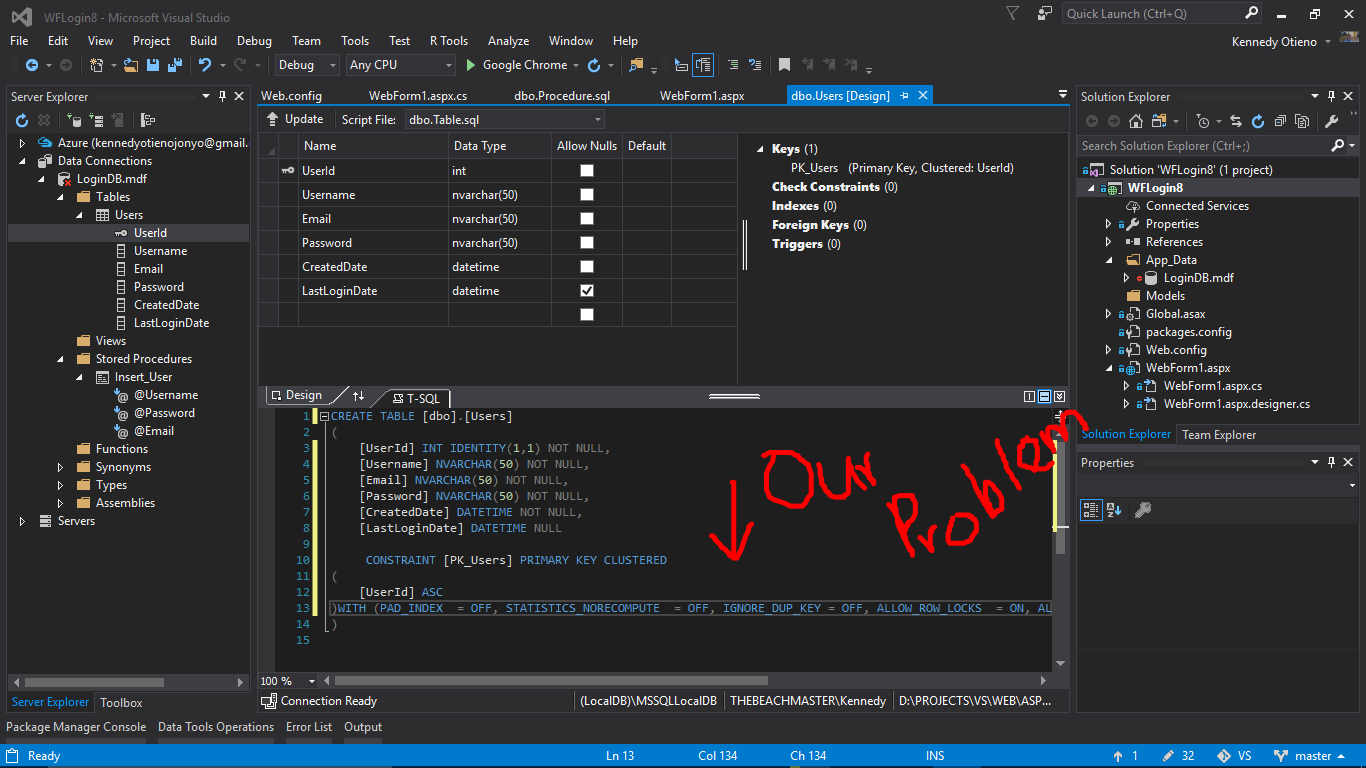 WFLogin8 - Microsoft Visual Studio
Quick Launch (Ctrl+Q)
File Edit View Project Build Debug Team Tools Test R Tools Analyze Window Help
Kennedy Otieno
Debug Any CPU Google Chrome
Server Explorer
Azure (kennedyotienojonyo@gmail.
Data Connections
LoginDB.mdf
Tables
Users
UserId
Username
Email
Password
CreatedDate
LastLoginDate
Views
Stored Procedures
Insert_User
@Username
@Password
@Email
Functions
Synonyms
Types
Assemblies
Servers
Server Explorer Toolbox
Web.config WebForm1.aspx.cs dbo.Procedure.sql WebForm1.aspx dbo.Users [Design]
Update Script File: dbo.Table.sql
Name Data Type Allow Nulls Default
UserId int
Username nvarchar(50)
Email nvarchar(50)
Password nvarchar(50)
CreatedDate datetime
LastLoginDate datetime
Keys (1)
PK_Users (Primary Key, Clustered: UserId)
Check Constraints (0)
Indexes (0)
Foreign Keys (0)
Triggers (0)
Design T-SQL
1 CREATE TABLE [dbo].[Users]
2 (
3 [UserId] INT IDENTITY(1,1) NOT NULL,
4 [Username] NVARCHAR(50) NOT NULL,
5 [Email] NVARCHAR(50) NOT NULL,
6 [Password] NVARCHAR(50) NOT NULL,
7 [CreatedDate] DATETIME NOT NULL,
8 [LastLoginDate] DATETIME NULL
9
10 CONSTRAINT [PK_Users] PRIMARY KEY CLUSTERED
11 (
12 [UserId] ASC
13 )WITH (PAD_INDEX = OFF, STATISTICS_NORECOMPUTE = OFF, IGNORE_DUP_KEY = OFF, ALLOW_ROW_LOCKS = ON, AL
14 )
15
Our Problem
100 %
Connection Ready (LocalDB)\MSSQLLocalDB THEBEACHMASTER\Kennedy D:\PROJECTS\VS\WEB\ASP...
Solution Explorer
Search Solution Explorer (Ctrl+;)
Solution 'WFLogin8' (1 project)
WFLogin8
Connected Services
Properties
References
App_Data
LoginDB.mdf
Models
Global.asax
packages.config
Web.config
WebForm1.aspx
WebForm1.aspx.cs
WebForm1.aspx.designer.cs
Solution Explorer Team Explorer
Properties
Package Manager Console Data Tools Operations Error List Output
Ready Ln 13 Col 134 Ch 134 INS 1 32 VS master